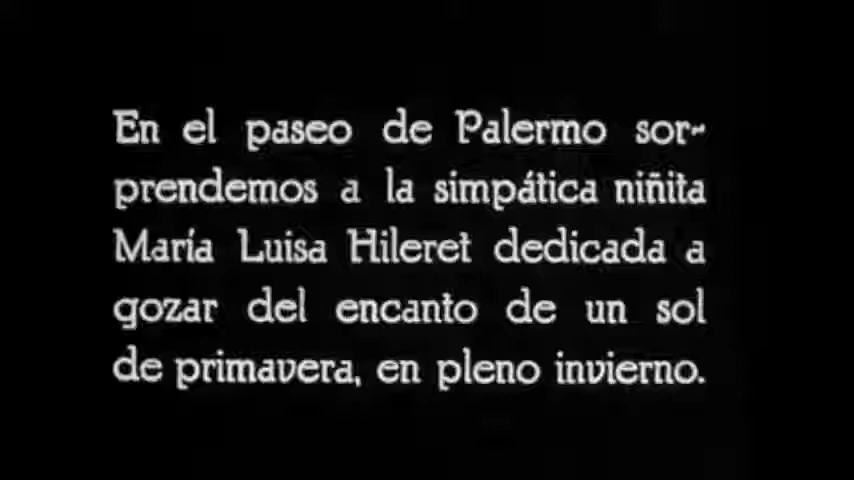 En el paseo de Palermo sor-
prendemos a la simpática niñita
María Luisa Hileret dedicada a
gozar del encanto de un sol
de primavera, en pleno invierno.